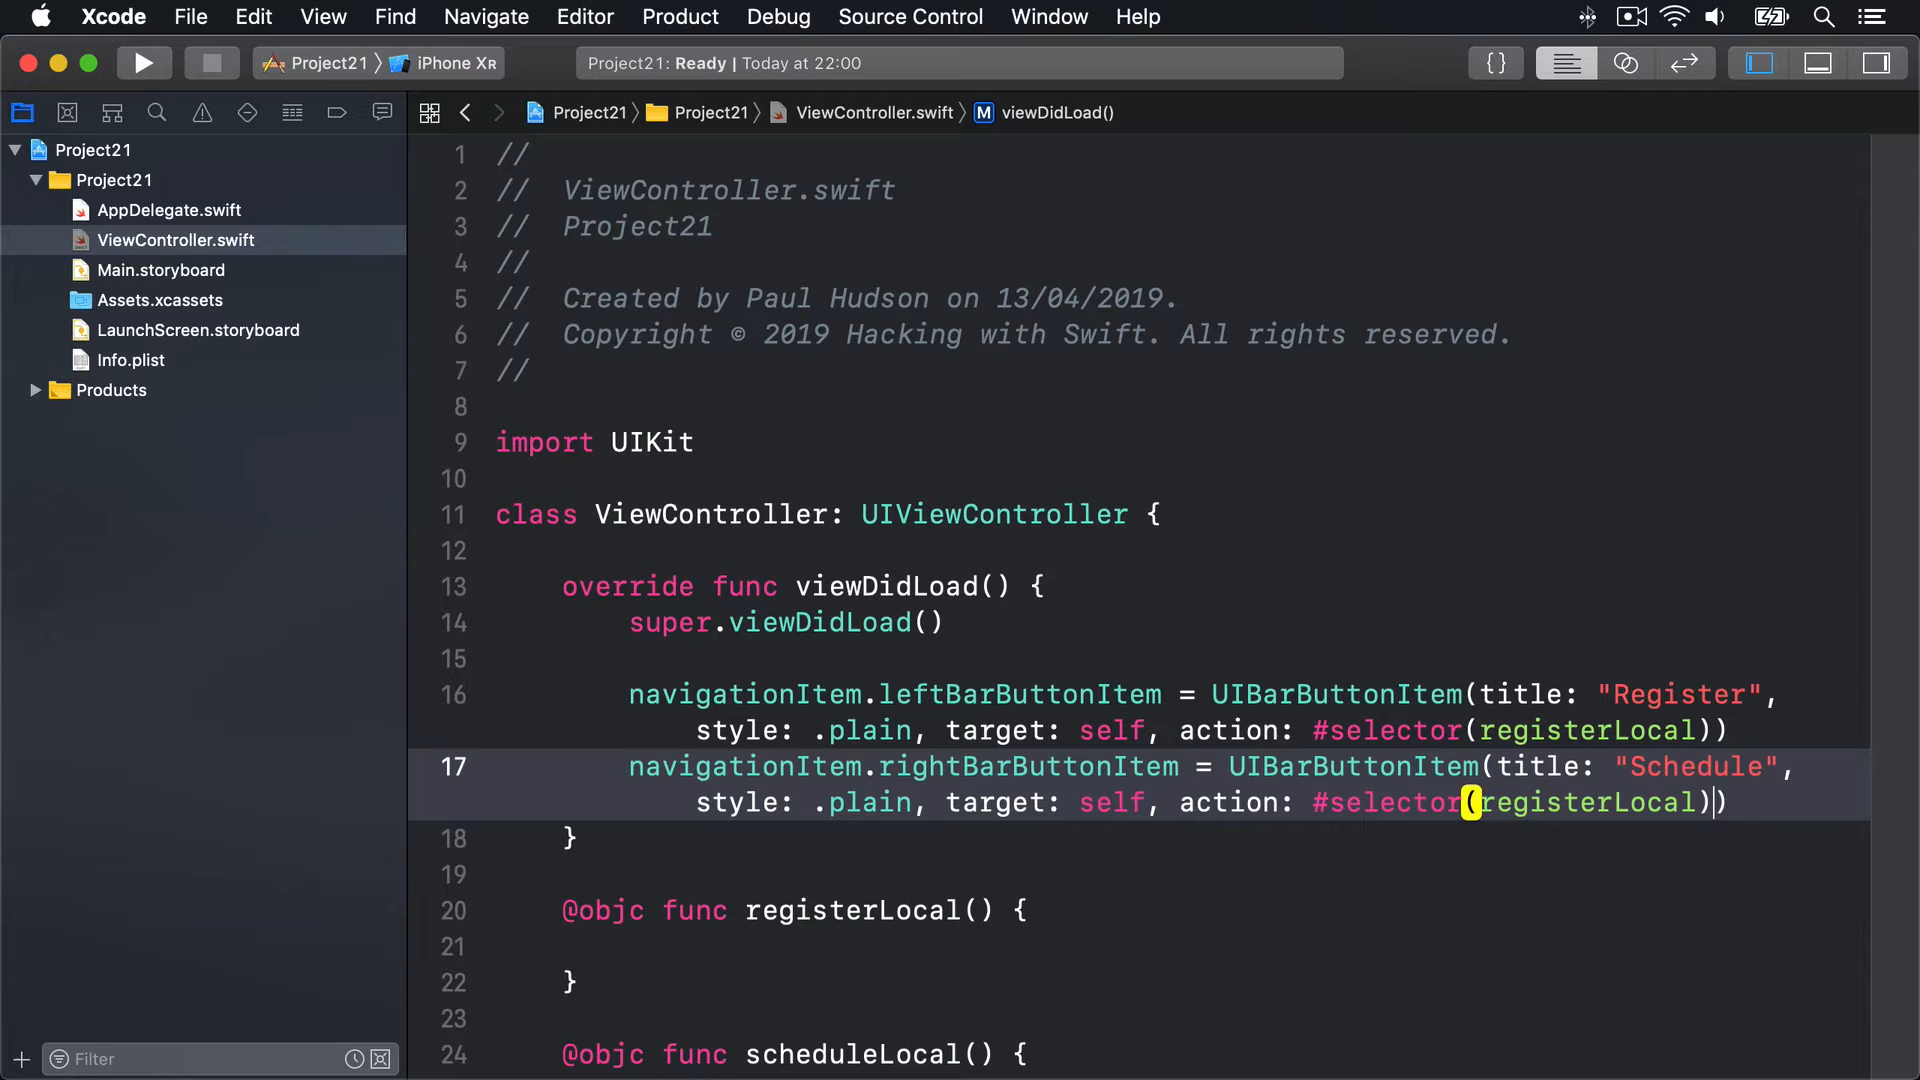 Xcode File Edit View Find Navigate Editor Product Debug Source Control Window Help
Project21 iPhone XR
Project21: Ready | Today at 22:00
{}
Project21 Project21 ViewController.swift M viewDidLoad()
Project21
Project21
AppDelegate.swift
ViewController.swift
Main.storyboard
Assets.xcassets
LaunchScreen.storyboard
Info.plist
Products
Filter
1 //
2 //  ViewController.swift
3 //  Project21
4 //
5 //  Created by Paul Hudson on 13/04/2019.
6 //  Copyright © 2019 Hacking with Swift. All rights reserved.
7 //
8
9 import UIKit
10
11 class ViewController: UIViewController {
12
13     override func viewDidLoad() {
14         super.viewDidLoad()
15
16         navigationItem.leftBarButtonItem = UIBarButtonItem(title: "Register",
            style: .plain, target: self, action: #selector(registerLocal))
17         navigationItem.rightBarButtonItem = UIBarButtonItem(title: "Schedule",
            style: .plain, target: self, action: #selector(registerLocal))
18     }
19
20     @objc func registerLocal() {
21
22     }
23
24     @objc func scheduleLocal() {